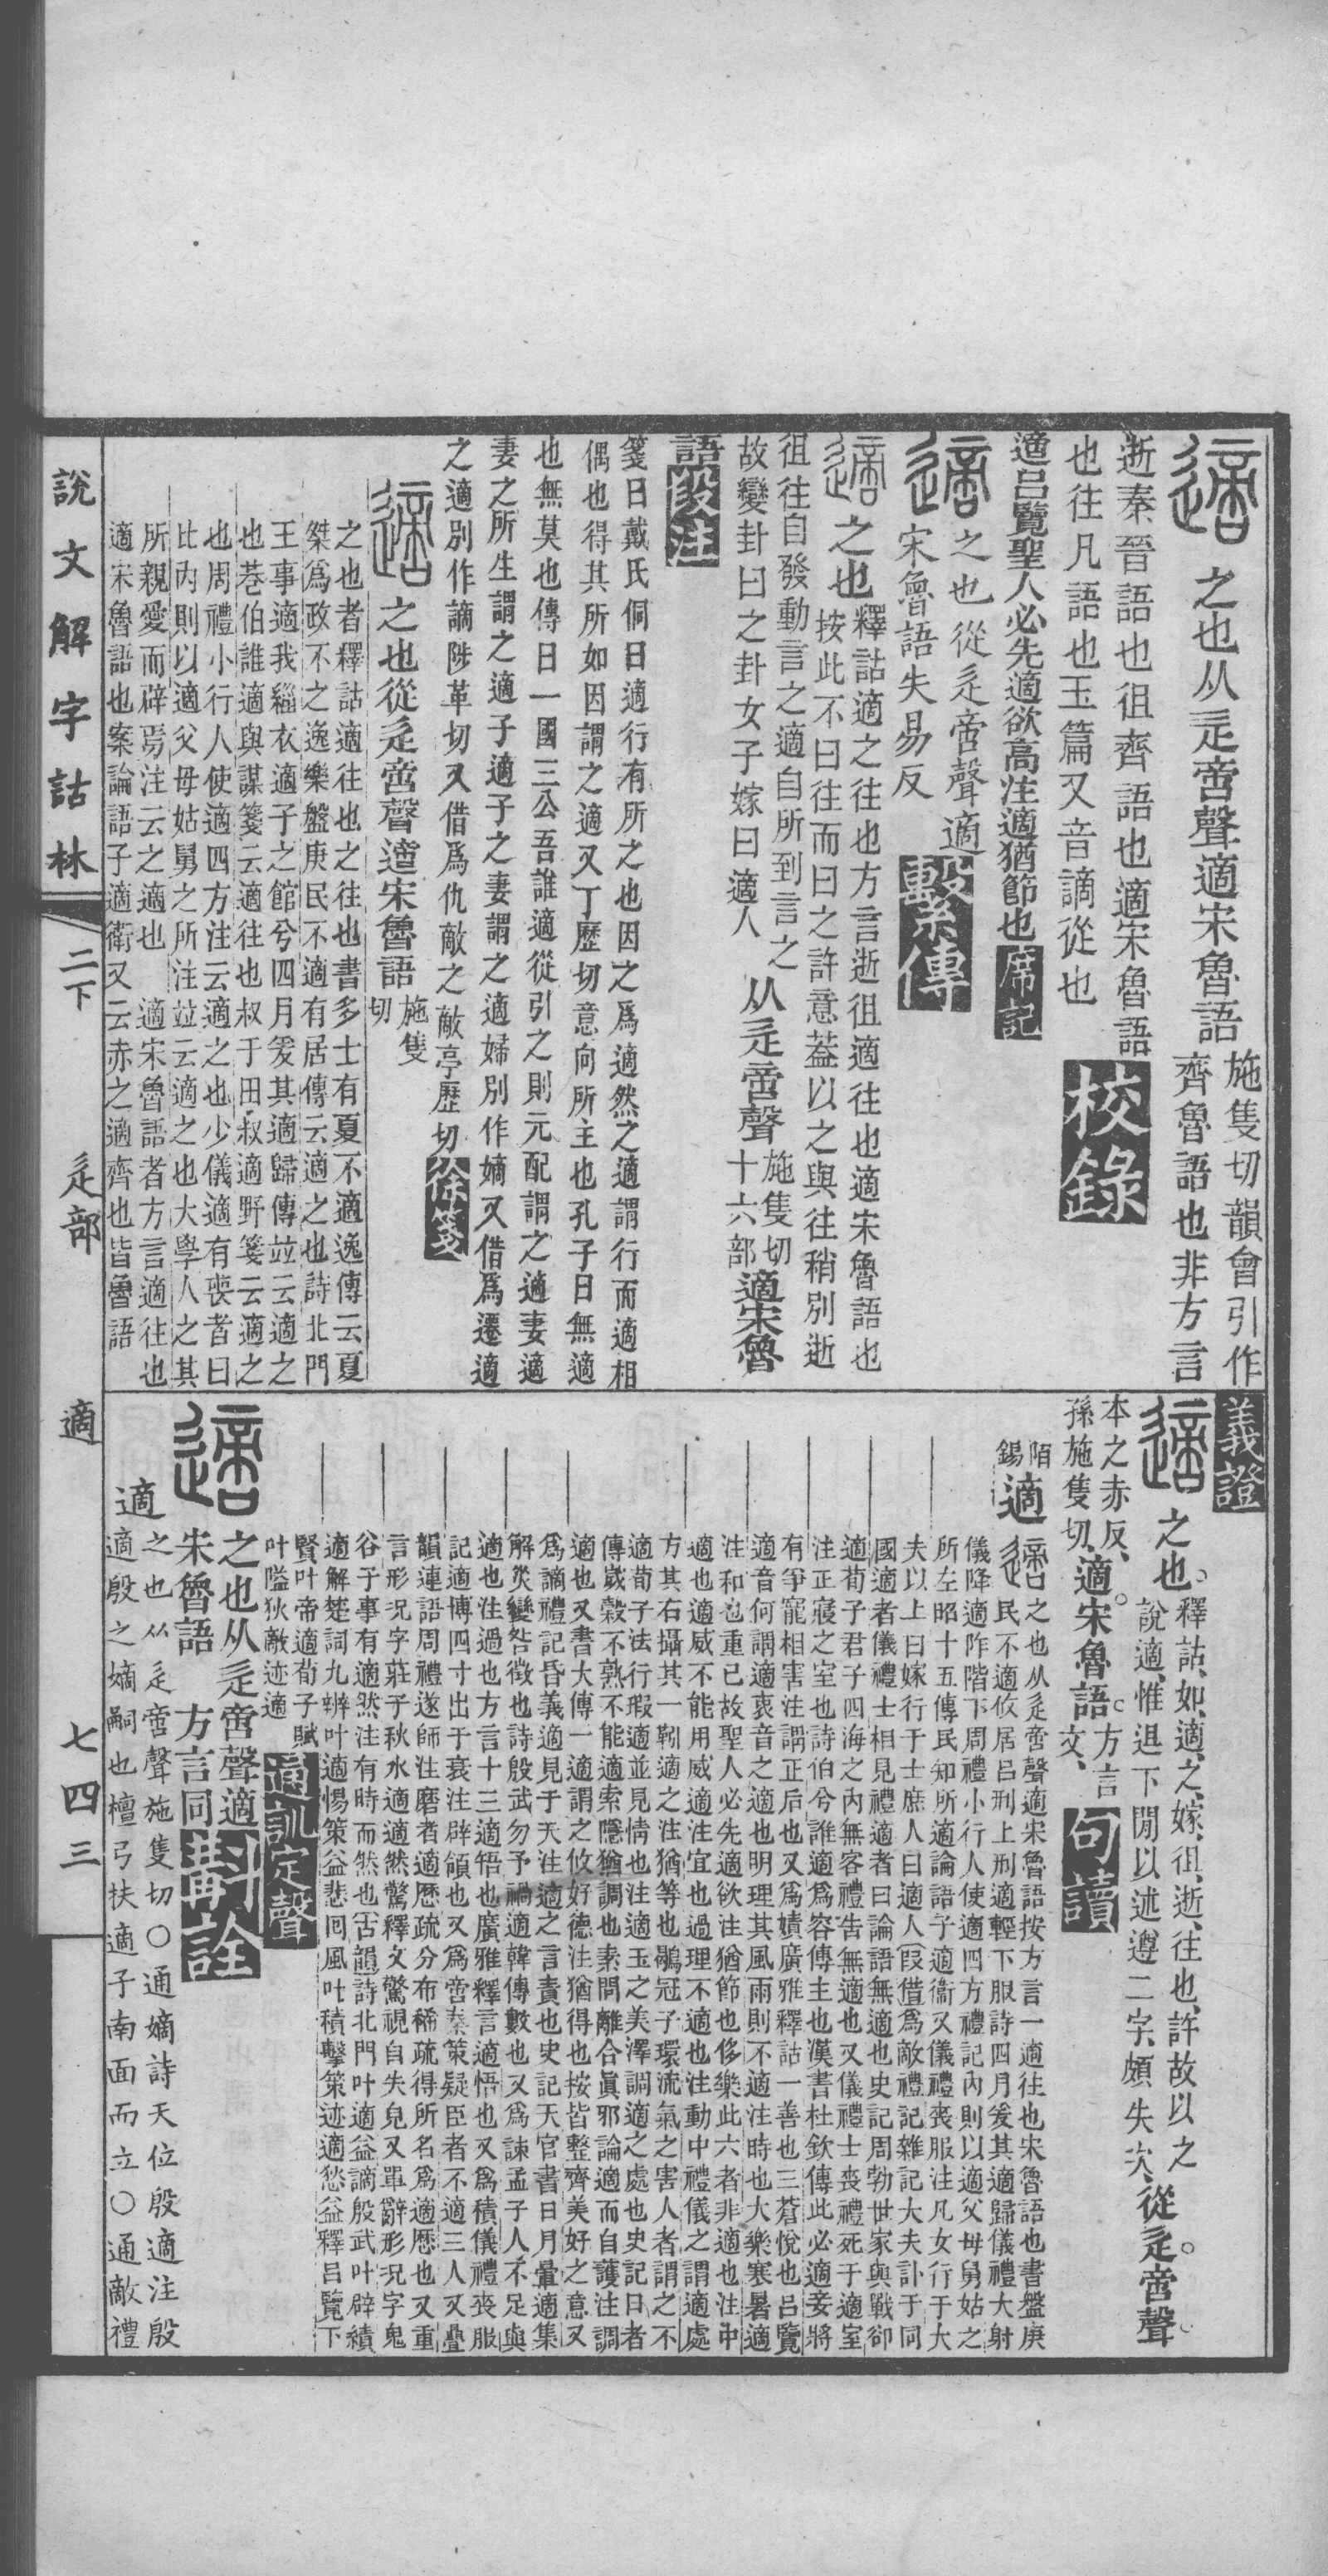 之也从辵啻聲適宋魯語
施隻切韻會引作
齊魯語也非方言
逝秦晉語也徂齊語也適宋魯語
也往凡語也玉篇又音謫從也
校錄
適呂覽聖人必先適欲高注適猶節也
席記
之也從辵啻聲適
宋魯語失易反
繫傳
之也
釋詁適之往也方言逝徂適往也適宋魯語也
按此不曰往而曰之許意葢以之與往稍別逝
徂往自發動言之適自所到言之
故變卦曰之卦女子嫁曰適人
从辵啻聲
施隻切
十六部
適宋魯
語
段注
箋曰戴氏侗曰適行有所之也因之爲適然之適謂行而適相
偶也得其所如因謂之適又丁歷切意向所主也孔子曰無適
也無莫也傳曰一國三公吾誰適從引之則元配謂之適妻適
妻之所生謂之適子適子之妻謂之適婦別作嫡又借爲遷適
之適別作謫陟革切又借爲仇敵之敵亭歷切
徐箋
之也從辵啻聲適宋魯語
施隻
切
之也者釋詁適往也之往也書多士有夏不適逸傳云夏
桀爲政不之逸樂盤庚民不適有居傳云適之也詩北門
王事適我緇衣適子之館兮四月爰其適歸傳竝云適之
也巷伯誰適與謀箋云適往也叔于田叔適野箋云適之
也周禮小行人使適四方注云適之也少儀適有喪者曰
比內則以適父母姑舅之所注竝云適之也大學人之其
所親愛而辟焉注云之適也　適宋魯語者方言適往也
適宋魯語也案論語子適衛又云赤之適齊也皆魯語
義證
之也
釋詁如適之嫁徂逝往也許故以之
說適惟退下閒以述遵二字頗失次
從辵啻聲
本之赤反
孫施隻切
適宋魯語
方言
文
句讀
陌
錫
適
之也从辵啻聲適宋魯語按方言一適往也宋魯語也書盤庚
民不適攸居呂刑上刑適輕下服詩四月爰其適歸儀禮大射
儀降適阼階下周禮小行人使適四方禮記內則以適父母舅姑之
所左昭十五傳民知所適論語子適衞又儀禮喪服注凡女行于大
夫以上曰嫁行于士庶人曰適人叚借爲敵禮記雜記大夫訃于同
國適者儀禮士相見禮適者曰論語無適也史記周勃世家與戰卻
適荀子君子四海之內無客禮告無適也又儀禮士喪禮死于適室
注正寢之室也詩伯兮誰適爲容傳主也漢書杜欽傳此必適妾將
有爭寵相害注謂正后也又爲嫧廣雅釋詁一善也三蒼悅也呂覽
適音何謂適衷音之適也明理其風雨則不適注時也大樂寒暑適
注和也重己故聖人必先適欲注猶節也侈樂此六者非適也注中
適也適威不能用威適注宜也過理不適也注動中禮儀之謂適處
方其右攝其一靷適之注猶等也鶡冠子環流氣之害人者謂之不
適荀子法行瑕適並見情也注適玉之美澤調適之處也史記日者
傳歲穀不熟不能適索隱猶調也素問離合眞邪論適而自護注調
適也又書大傳一適謂之攸好德注猶得也按皆整齊美好之意又
爲謫禮記昏義適見于天注適之言責也史記天官書日月暈適集
解災變咎徵也詩殷武勿予禍適韓傳數也又爲諫孟子人不足與
適也注過也方言十三適牾也廣雅釋言適悟也又爲積儀禮喪服
記適博四寸出于衰注辟領也又爲啻秦策疑臣者不適三人又疊
韻連語周禮遂師注磨者適歷疏分布稀疏得所名爲適歷也又重
言形況字莊子秋水適適然驚釋文驚視自失皃又單辭形況字鬼
谷子事有適然注有時而然也古韻詩北門叶適益謫殷武叶辟績
適解楚詞九辨叶適惕策益悲回風叶積擊策迹適愁益釋呂覽下
賢叶帝適荀子賦
叶隘狄敵迹適
通訓定聲
之也从辵啻聲適
宋魯語
方言同
斠詮
適
之也从辵啻聲施隻切〇通嫡詩天位殷適注殷
適殷之嫡嗣也檀弓扶適子南面而立〇通敵禮
說文解字詁林
二下
辵部
適
七四三